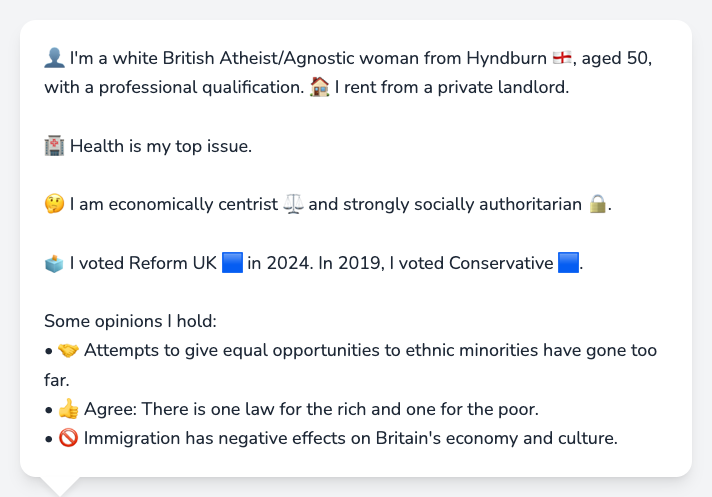 👤 I'm a white British Atheist/Agnostic woman from Hyndburn 🏴󠁧󠁢󠁥󠁮󠁧󠁿, aged 50,
with a professional qualification. 🏠 I rent from a private landlord.
🏥 Health is my top issue.
🤔 I am economically centrist ⚖️ and strongly socially authoritarian 🔒.
🗳️ I voted Reform UK 🟦 in 2024. In 2019, I voted Conservative 🟦.
Some opinions I hold:
• 🤝 Attempts to give equal opportunities to ethnic minorities have gone too
far.
• 👍 Agree: There is one law for the rich and one for the poor.
• 🚫 Immigration has negative effects on Britain's economy and culture.